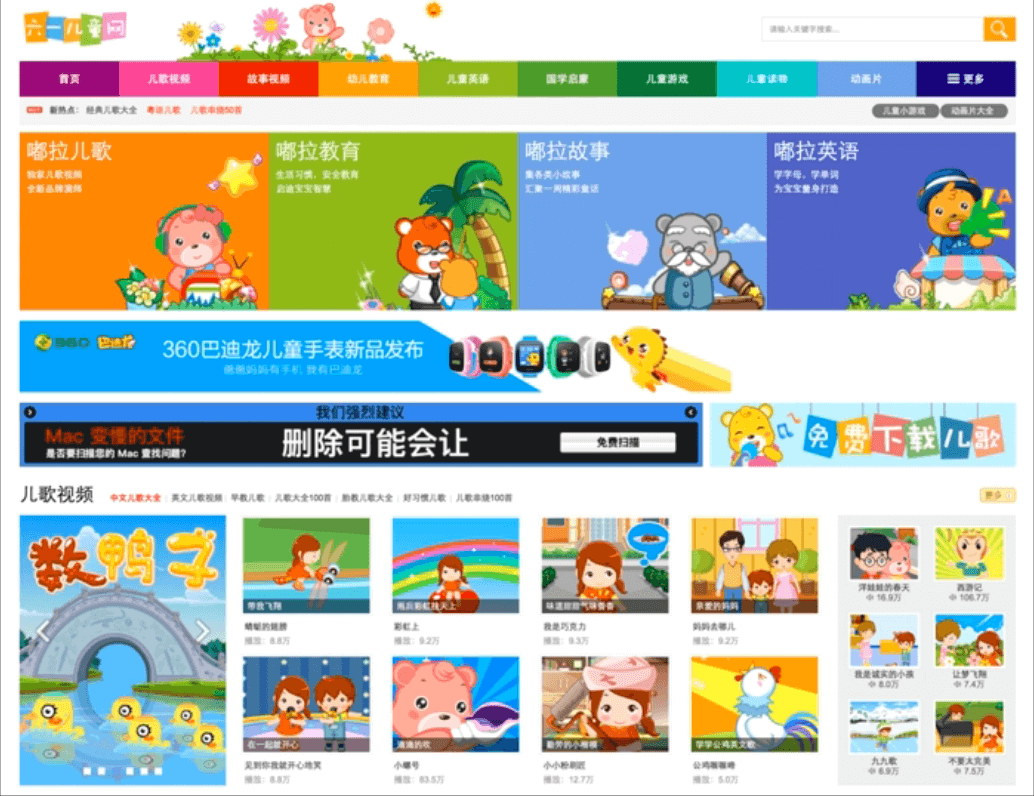 六一儿童网
请输入关键字搜索...
首页 儿歌视频 故事视频 幼儿教育 儿童英语 国学启蒙 儿童游戏 儿童读物 动画片 更多
HOT 新热点: 经典儿歌大全 粤语儿歌 儿歌串烧50首 儿童小游戏 动画片大全
嘟拉儿歌
独家儿歌视频
全新品牌演绎
嘟拉教育
生活习惯,安全教育
启迪宝宝智慧
嘟拉故事
集各类小故事
汇聚一周精彩童话
嘟拉英语
学字母,学单词
为宝宝量身打造
A
360 巴迪龙
360巴迪龙儿童手表新品发布
爸爸妈妈有手机 我有巴迪龙
我们强烈建议
Mac 变慢的文件
是否要扫描您的 Mac 查找问题?
删除可能会让
免费扫描
免费下载儿歌
儿歌视频 中文儿歌大全 英文儿歌视频 早教儿歌 儿歌大全100首 胎教儿歌大全 好习惯儿歌 儿歌串烧100首
更多
数鸭子
带我飞翔
蜻蜓的翅膀
播放: 8.8万
彩虹上
播放: 9.2万
味道甜甜气味香香
我是巧克力
播放: 9.3万
亲爱的妈妈
妈妈去哪儿
播放: 9.2万
在一起就开心
见到你我就开心地笑
播放: 8.8万
小螺号
播放: 83.5万
勤劳的小粉刷匠
小小粉刷匠
播放: 12.7万
学学公鸡英文歌
公鸡咯咯啼
播放: 5.0万
洋娃娃的春天
16.9万
西游记
106.7万
我是诚实的小孩
8.0万
让梦飞翔
7.4万
九九歌
6.9万
不要太完美
7.5万